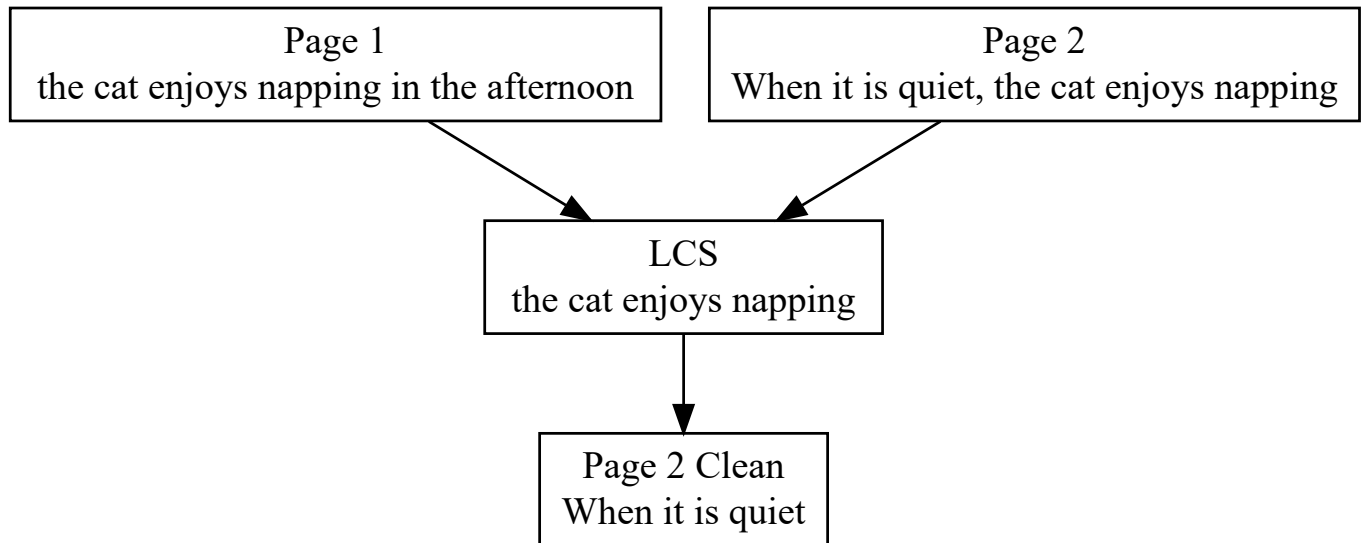 Page 1
the cat enjoys napping in the afternoon
Page 2
When it is quiet, the cat enjoys napping
LCS
the cat enjoys napping
Page 2 Clean
When it is quiet